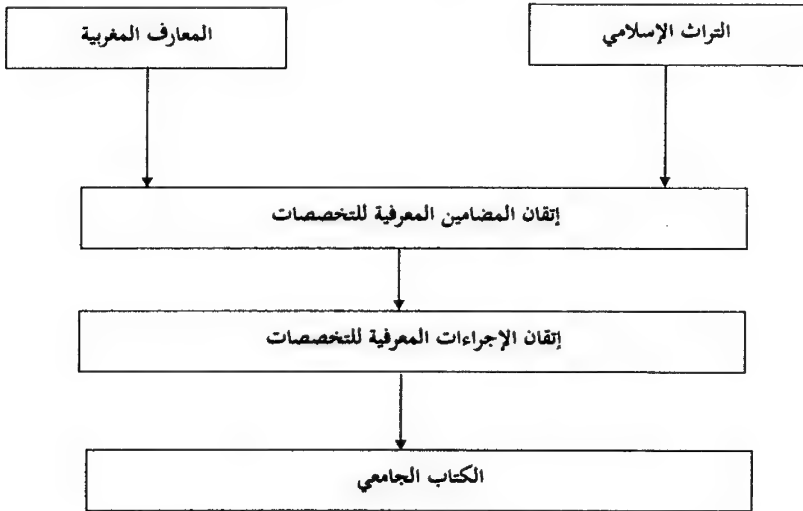 التراث الإسلامي
المعارف المغربية
إتقان المضامين المعرفية للتخصصات
إتقان الإجراءات المعرفية للتخصصات
الكتاب الجامعي